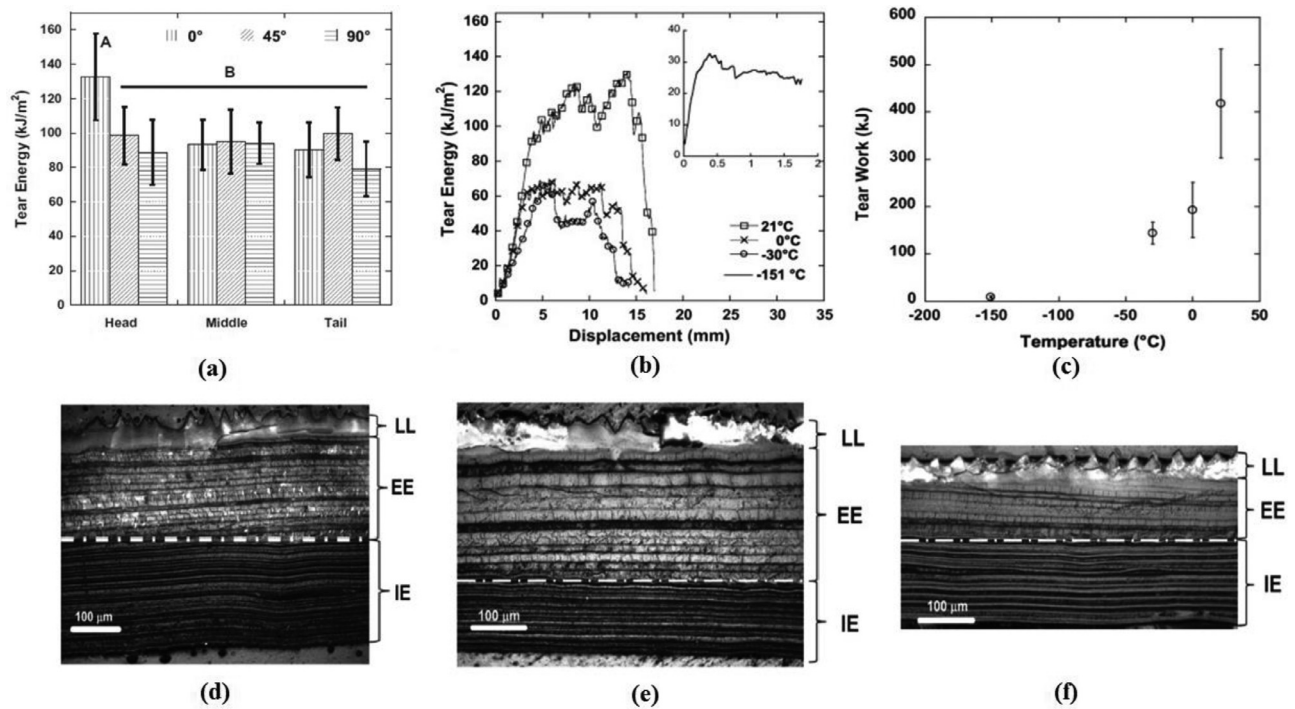 160
140
120
100
80
60
40
20
0
Tear Energy (kJ/m²)
0° 45° 90°
A
B
Head Middle Tail
(a)
160
140
120
100
80
60
40
20
0
Tear Energy (kJ/m²)
0 5 10 15 20 25 30 35
Displacement (mm)
40
30
20
10
0
0 0.5 1 1.5 2
21°C
0°C
-30°C
-151 °C
(b)
600
500
400
300
200
100
0
Tear Work (kJ)
-200 -150 -100 -50 0 50
Temperature (°C)
(c)
LL
EE
IE
100 μm
(d)
LL
EE
IE
100 μm
(e)
LL
EE
IE
100 μm
(f)